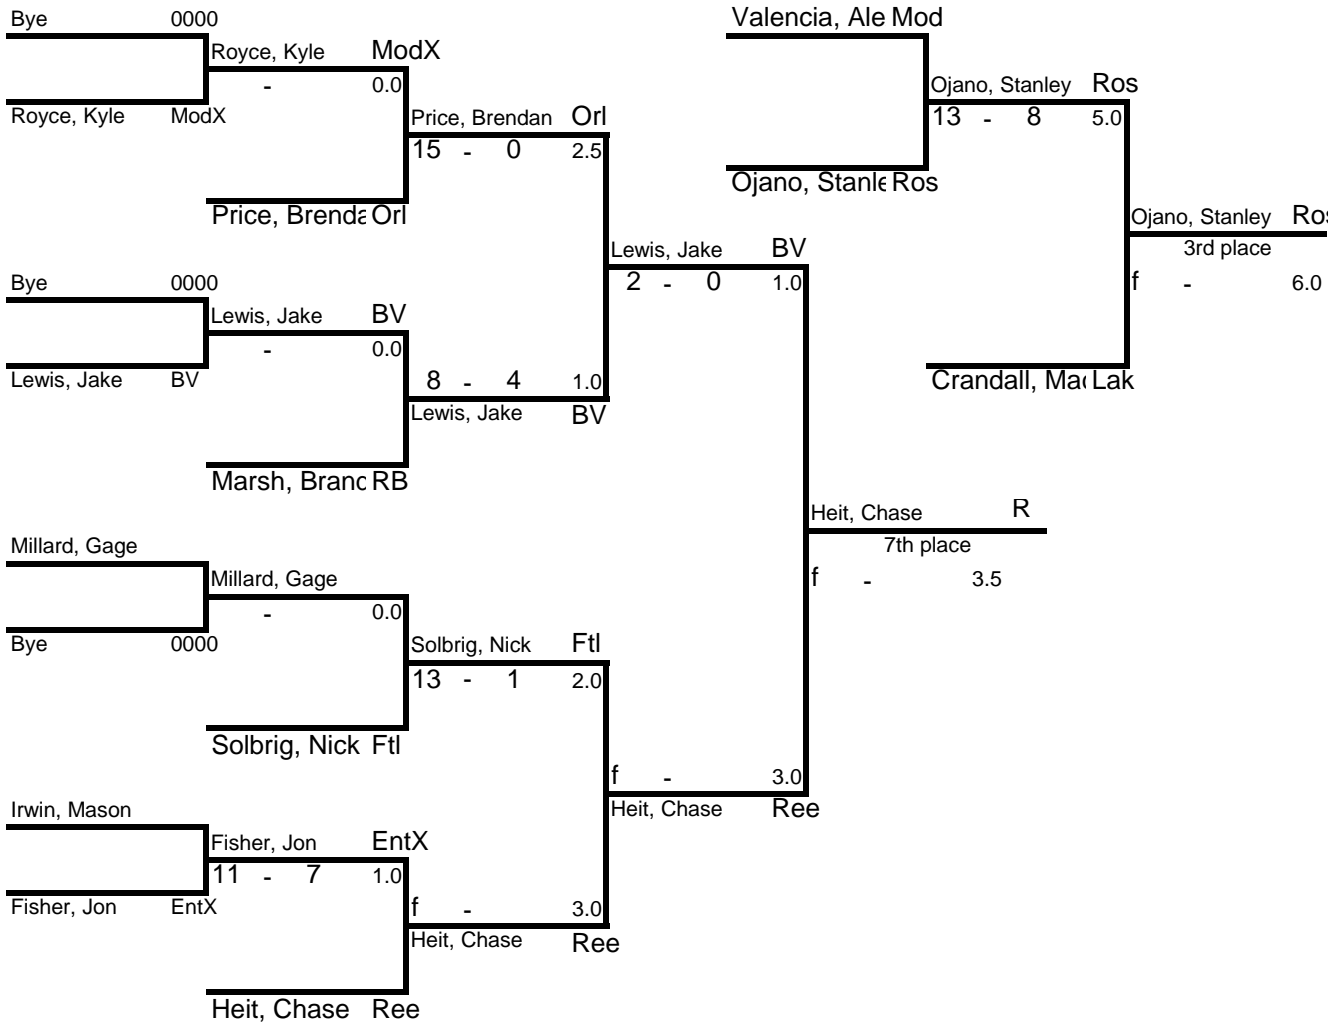 Bye 0000
Royce, Kyle ModX
- 0.0
Royce, Kyle ModX
Price, Brendan Orl
15 - 0 2.5
Price, Brenda Orl
Bye 0000
Lewis, Jake BV
- 0.0
Lewis, Jake BV
8 - 4 1.0
Lewis, Jake BV
Marsh, Branc RB
Lewis, Jake BV
2 - 0 1.0
Millard, Gage
Millard, Gage
- 0.0
Bye 0000
Solbrig, Nick Ftl
13 - 1 2.0
Solbrig, Nick Ftl
Irwin, Mason
Fisher, Jon EntX
11 - 7 1.0
Fisher, Jon EntX
f - 3.0
Heit, Chase Ree
Heit, Chase Ree
f - 3.0
Heit, Chase Ree
Heit, Chase R
7th place
f - 3.5
Valencia, Ale Mod
Ojano, Stanley Ros
13 - 8 5.0
Ojano, Stanle Ros
Ojano, Stanley Ros
3rd place
f - 6.0
Crandall, Mac Lak